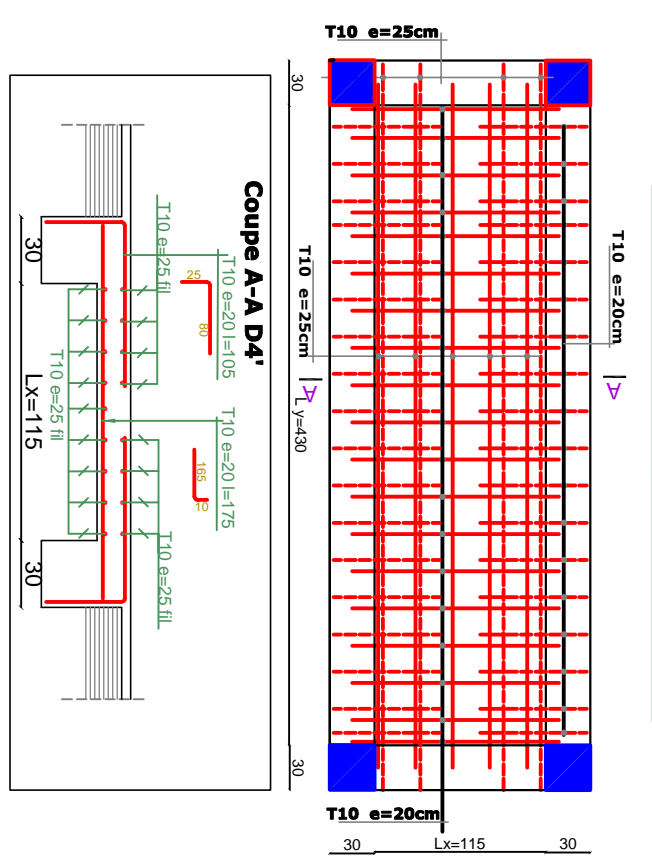 T10 e=25cm
30
T10 e=20cm
T10 e=25cm
A
A
Ly=430
30
T10 e=20cm
30
Lx=115
30
Coupe A-A D4'
T10 e=20 l=105
25
80
T10 e=25 fil
30
T10 e=20 l=175
165
10
T10 e=25 fil
Lx=115
T10 e=25 fil
30